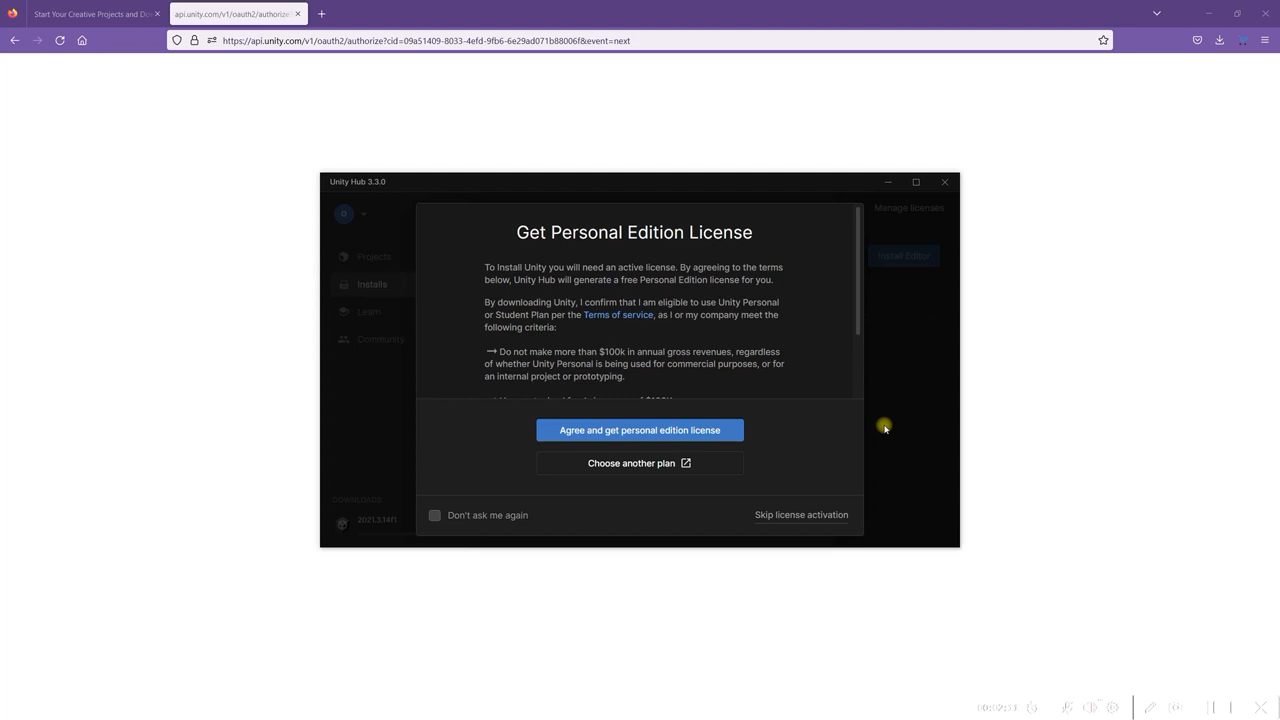 Start Your Creative Projects and Do
api.unity.com/v1/oauth2/authorize
https://api.unity.com/v1/oauth2/authorize?cid=09a51409-8033-4efd-9fb6-6e29ad071b88006f&event=next
Unity Hub 3.3.0
Manage licenses
Get Personal Edition License
Projects
Install Editor
To Install Unity you will need an active license. By agreeing to the terms
below, Unity Hub will generate a free Personal Edition license for you.
Installs
By downloading Unity, I confirm that I am eligible to use Unity Personal
or Student Plan per the Terms of service, as I or my company meet the
following criteria:
Learn
Community
→ Do not make more than $100k in annual gross revenues, regardless
of whether Unity Personal is being used for commercial purposes, or for
an internal project or prototyping.
Agree and get personal edition license
Choose another plan
DOWNLOADS
2021.3.14f1
Don't ask me again
Skip license activation